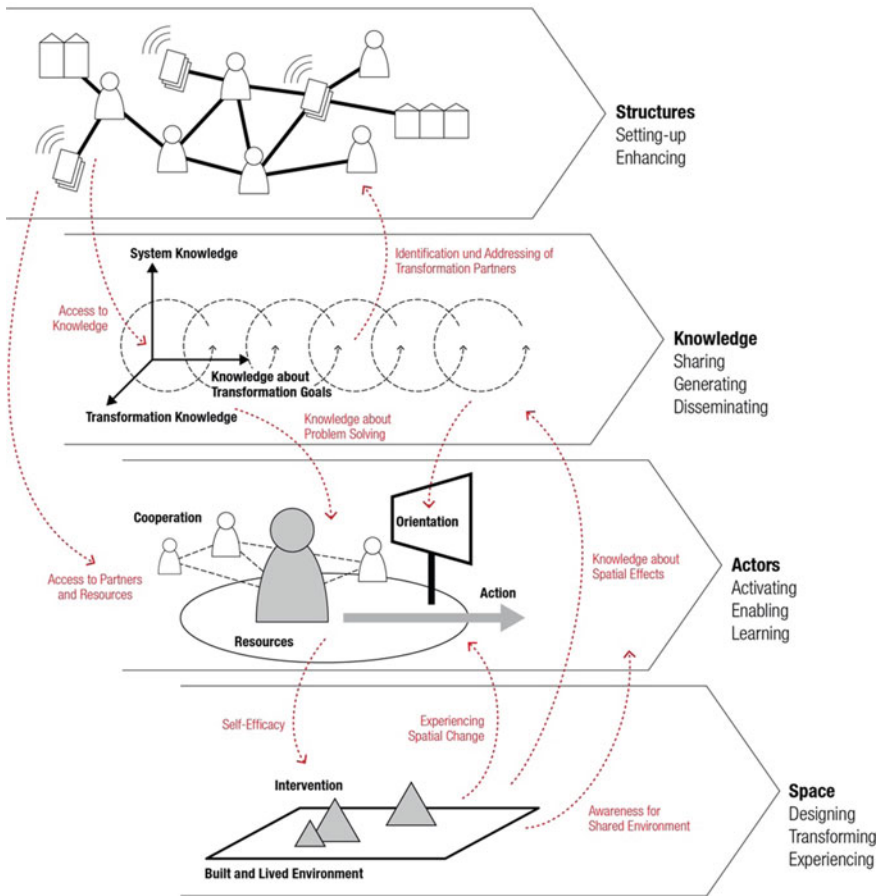 Structures
Setting-up
Enhancing
System Knowledge
Identification und Addressing of
Transformation Partners
Access to
Knowledge
Knowledge about
Transformation Goals
Transformation Knowledge
Knowledge about
Problem Solving
Knowledge
Sharing
Generating
Disseminating
Cooperation
Orientation
Access to Partners
and Resources
Action
Resources
Knowledge about
Spatial Effects
Actors
Activating
Enabling
Learning
Self-Efficacy
Experiencing
Spatial Change
Intervention
Awareness for
Shared Environment
Built and Lived Environment
Space
Designing
Transforming
Experiencing